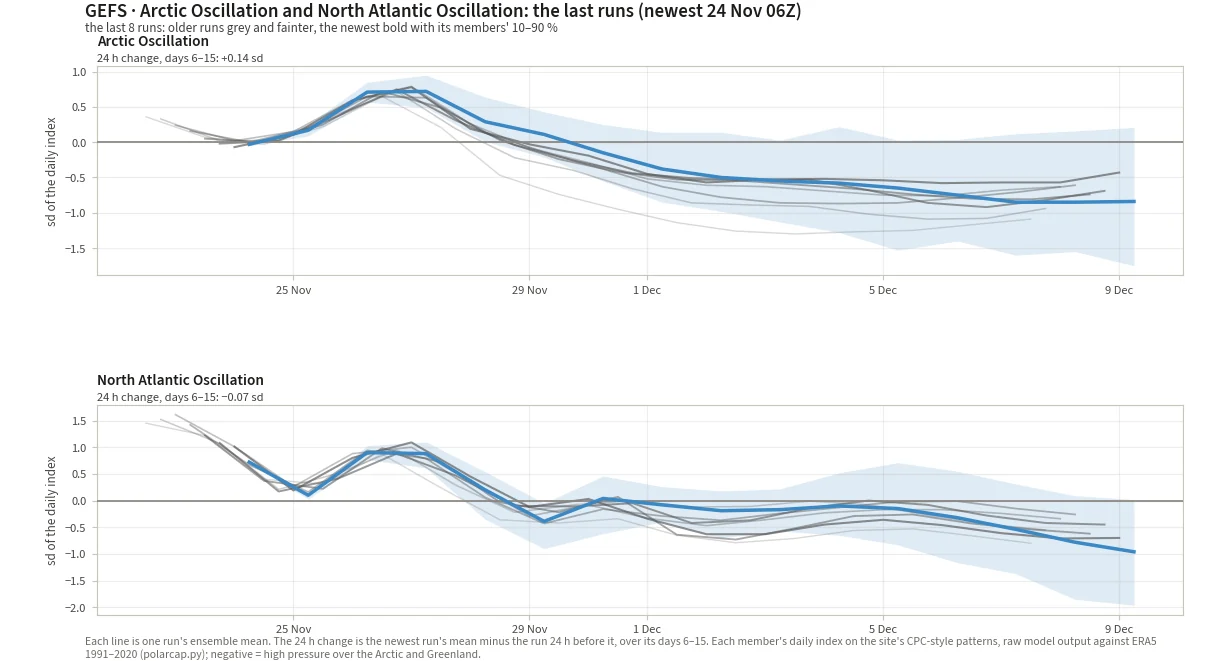 GEFS · Arctic Oscillation and North Atlantic Oscillation: the last runs (newest 24 Nov 06Z)
the last 8 runs: older runs grey and fainter, the newest bold with its members' 10–90 %
Arctic Oscillation
24 h change, days 6–15: +0.14 sd
sd of the daily index
1.0
0.5
0.0
−0.5
−1.0
−1.5
25 Nov
29 Nov
1 Dec
5 Dec
9 Dec
North Atlantic Oscillation
24 h change, days 6–15: −0.07 sd
sd of the daily index
1.5
1.0
0.5
0.0
−0.5
−1.0
−1.5
−2.0
25 Nov
29 Nov
1 Dec
5 Dec
9 Dec
Each line is one run's ensemble mean. The 24 h change is the newest run's mean minus the run 24 h before it, over its days 6–15. Each member's daily index on the site's CPC-style patterns, raw model output against ERA5
1991–2020 (polarcap.py); negative = high pressure over the Arctic and Greenland.